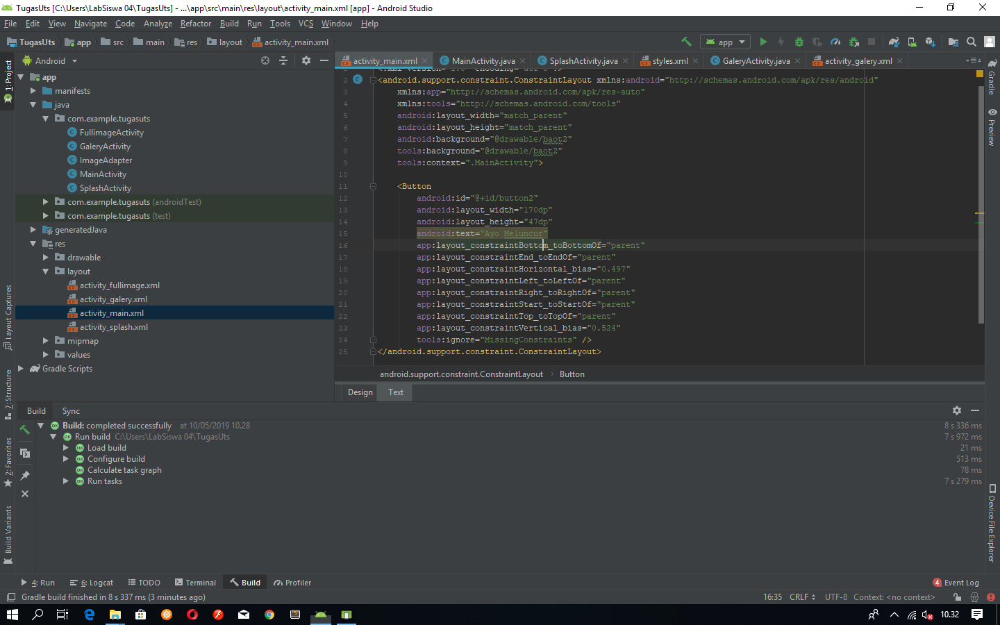 TugasUts [C:\Users\LabSiswa 04\TugasUts] - ...\app\src\main\res\layout\activity_main.xml [app] - Android Studio
File Edit View Navigate Code Analyze Refactor Build Run Tools VCS Window Help
TugasUts app src main res layout activity_main.xml
app
Android
activity_main.xml MainActivity.java SplashActivity.java styles.xml GaleryActivity.java activity_galery.xml
4
1: Project
Layout Captures
7: Structure
2: Favorites
Build Variants
app
manifests
java
com.example.tugasuts
FullimageActivity
GaleryActivity
ImageAdapter
MainActivity
SplashActivity
com.example.tugasuts (androidTest)
com.example.tugasuts (test)
generatedJava
res
drawable
layout
activity_fullimage.xml
activity_galery.xml
activity_main.xml
activity_splash.xml
mipmap
values
Gradle Scripts
2 <android.support.constraint.ConstraintLayout xmlns:android="http://schemas.android.com/apk/res/android"
3 xmlns:app="http://schemas.android.com/apk/res-auto"
4 xmlns:tools="http://schemas.android.com/tools"
5 android:layout_width="match_parent"
6 android:layout_height="match_parent"
7 android:background="@drawable/baot2"
8 tools:background="@drawable/baot2"
9 tools:context=".MainActivity">
10
11 <Button
12 android:id="@+id/button2"
13 android:layout_width="170dp"
14 android:layout_height="47dp"
15 android:text="Ayo Meluncur"
16 app:layout_constraintBottom_toBottomOf="parent"
17 app:layout_constraintEnd_toEndOf="parent"
18 app:layout_constraintHorizontal_bias="0.497"
19 app:layout_constraintLeft_toLeftOf="parent"
20 app:layout_constraintRight_toRightOf="parent"
21 app:layout_constraintStart_toStartOf="parent"
22 app:layout_constraintTop_toTopOf="parent"
23 app:layout_constraintVertical_bias="0.524"
24 tools:ignore="MissingConstraints" />
25 </android.support.constraint.ConstraintLayout>
android.support.constraint.ConstraintLayout Button
Design Text
Gradle
Preview
Device File Explorer
Build Sync
Build: completed successfully at 10/05/2019 10.28 8 s 336 ms
Run build C:\Users\LabSiswa 04\TugasUts 7 s 972 ms
Load build 21 ms
Configure build 513 ms
Calculate task graph 78 ms
Run tasks 7 s 279 ms
4: Run 6: Logcat TODO Terminal Build Profiler 4 Event Log
Gradle build finished in 8 s 337 ms (3 minutes ago) 16:35 CRLF UTF-8 Context: <no context>
10.32